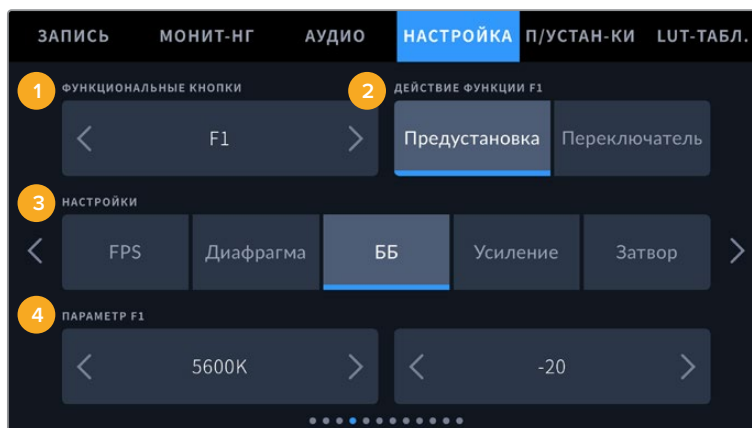 ЗАПИСЬ МОНИТ-НГ АУДИО НАСТРОЙКА П/УСТАН-КИ LUT-ТАБЛ.
1 ФУНКЦИОНАЛЬНЫЕ КНОПКИ 2 ДЕЙСТВИЕ ФУНКЦИИ F1
F1 Предустановка Переключатель
3 НАСТРОЙКИ
FPS Диафрагма ББ Усиление Затвор
4 ПАРАМЕТР F1
5600K -20